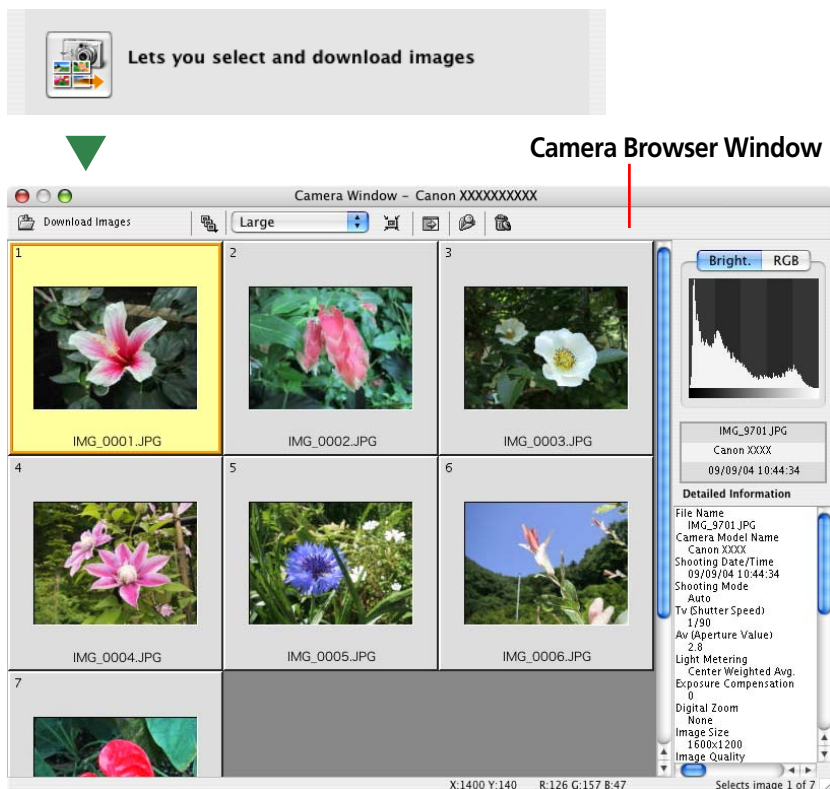 Lets you select and download images
Camera Browser Window
Camera Window – Canon XXXXXXXXXX
Download Images
Large
1
2
3
IMG_0001.JPG
IMG_0002.JPG
IMG_0003.JPG
4
5
6
IMG_0004.JPG
IMG_0005.JPG
IMG_0006.JPG
7
Bright. RGB
IMG_9701.JPG
Canon XXXX
09/09/04 10:44:34
Detailed Information
File Name
IMG_9701.JPG
Camera Model Name
Canon XXXX
Shooting Date/Time
09/09/04 10:44:34
Shooting Mode
Auto
Tv (Shutter Speed)
1/90
Av (Aperture Value)
2.8
Light Metering
Center Weighted Avg.
Exposure Compensation
0
Digital Zoom
None
Image Size
1600x1200
Image Quality
X:1400 Y:140 R:126 G:157 B:47 Selects image 1 of 7